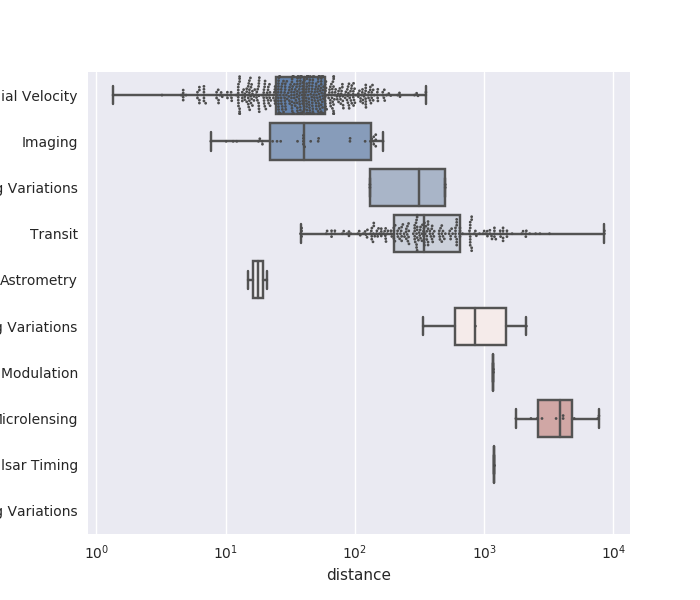 ial Velocity
Imaging
g Variations
Transit
Astrometry
g Variations
Modulation
licrolensing
lsar Timing
g Variations
10⁰ 10¹ 10² 10³ 10⁴
distance